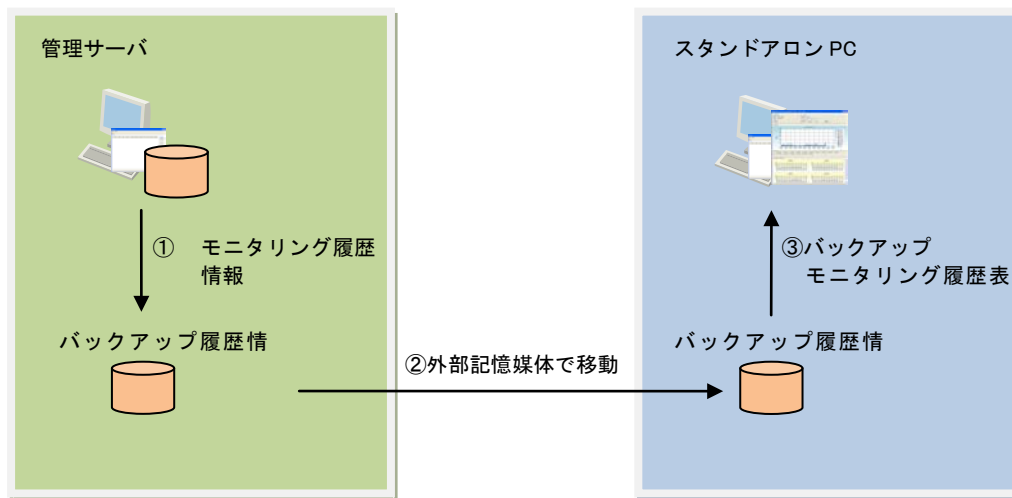 管理サーバ
① モニタリング履歴
情報
バックアップ履歴情
②外部記憶媒体で移動
スタンドアロン PC
③バックアップ
モニタリング履歴表
バックアップ履歴情